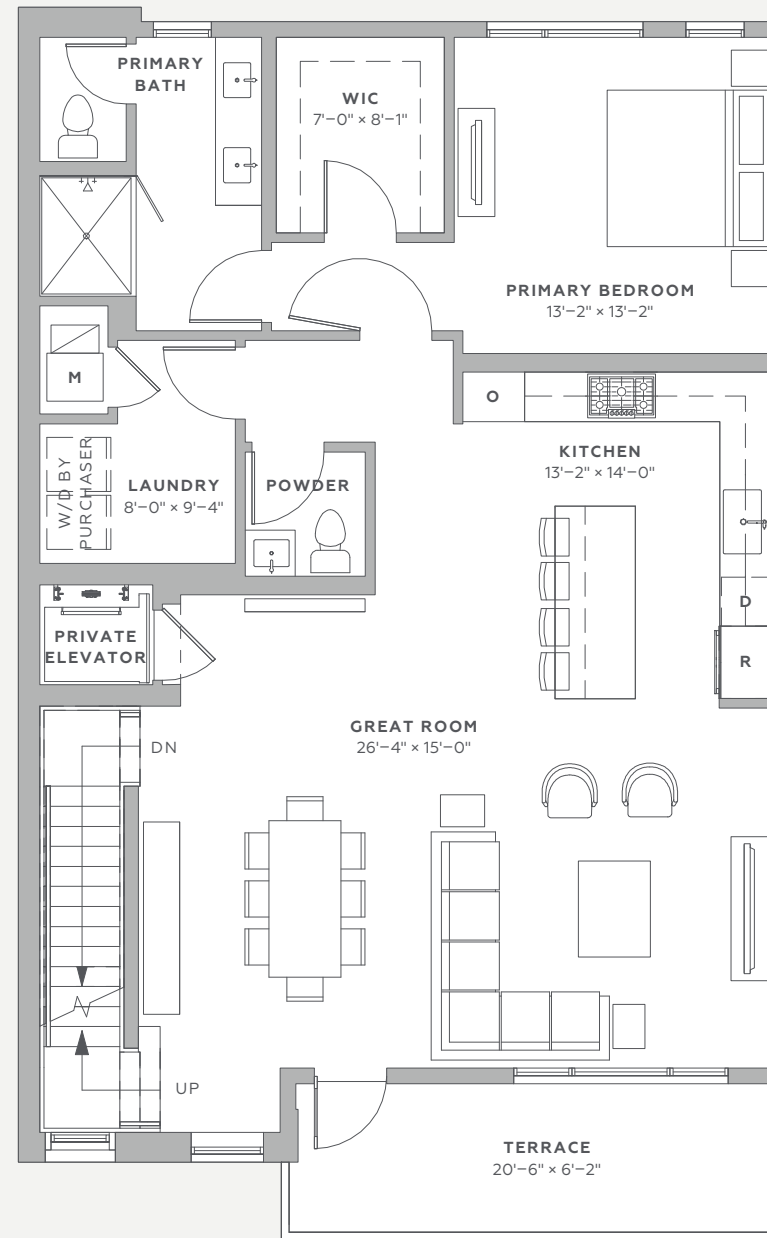 PRIMARY
BATH
WIC
7'–0" × 8'–1"
PRIMARY BEDROOM
13'–2" × 13'–2"
M
O
KITCHEN
13'–2" × 14'–0"
W/D BY
PURCHASER
LAUNDRY
8'–0" × 9'–4"
POWDER
D
R
PRIVATE
ELEVATOR
GREAT ROOM
26'–4" × 15'–0"
DN
UP
TERRACE
20'–6" × 6'–2"